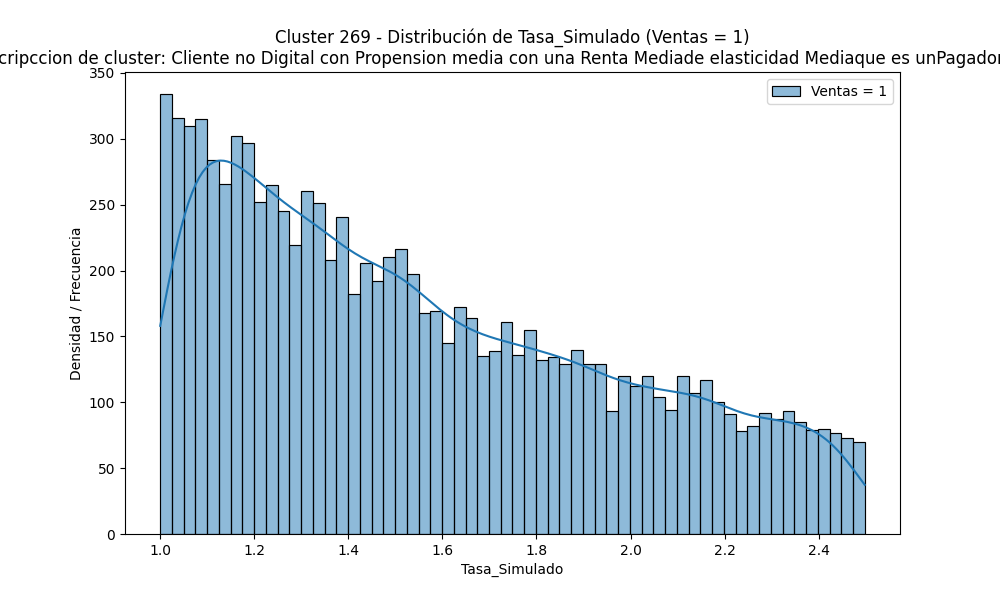 Cluster 269 - Distribución de Tasa_Simulado (Ventas = 1)
cripccion de cluster: Cliente no Digital con Propension media con una Renta Mediade elasticidad Mediaque es unPagador
350
Ventas = 1
300
250
200
150
100
50
0
Densidad / Frecuencia
1.0 1.2 1.4 1.6 1.8 2.0 2.2 2.4
Tasa_Simulado